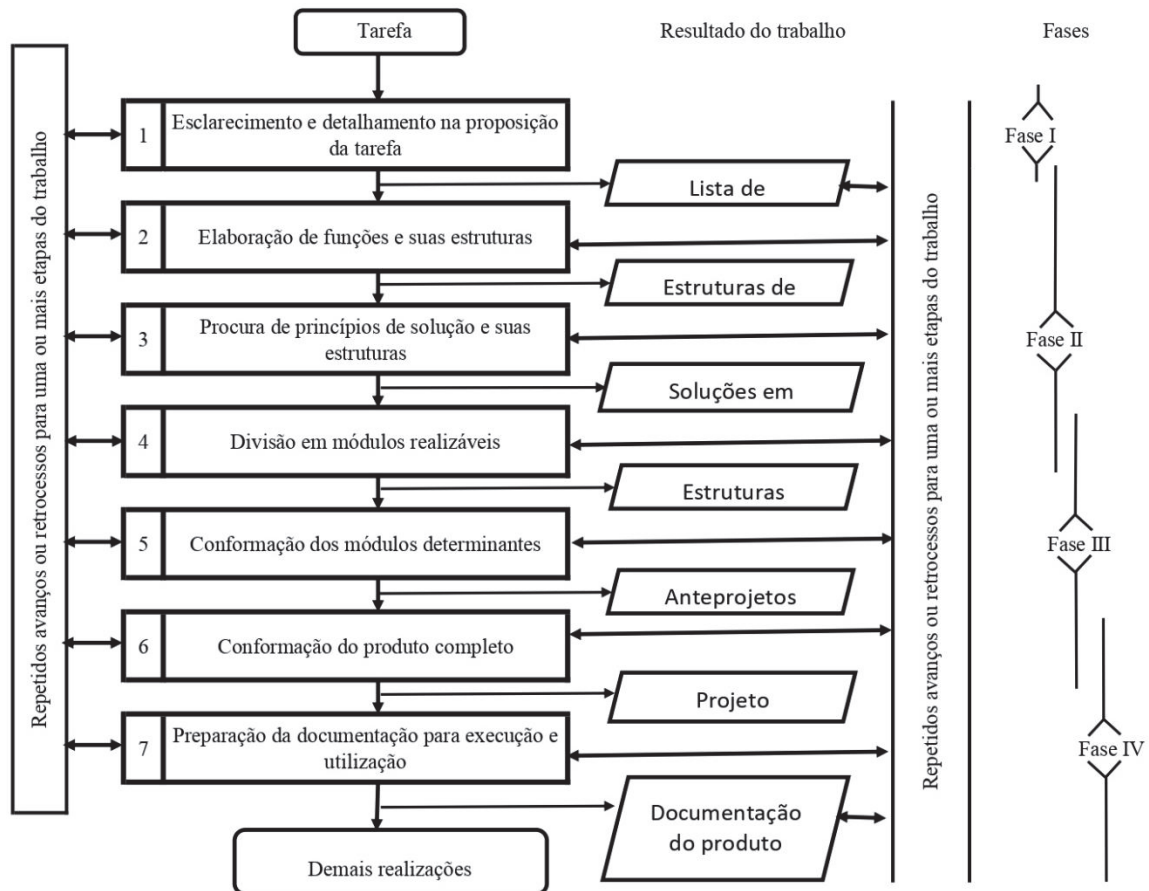 Tarefa
Resultado do trabalho
Fases
Repetidos avanços ou retrocessos para uma ou mais etapas do trabalho
1
Esclarecimento e detalhamento na proposição
da tarefa
Lista de
2
Elaboração de funções e suas estruturas
Estruturas de
3
Procura de princípios de solução e suas
estruturas
Soluções em
4
Divisão em módulos realizáveis
Estruturas
5
Conformação dos módulos determinantes
Anteprojetos
6
Conformação do produto completo
Projeto
7
Preparação da documentação para execução e
utilização
Documentação
do produto
Demais realizações
Repetidos avanços ou retrocessos para uma ou mais etapas do trabalho
Fase I
Fase II
Fase III
Fase IV